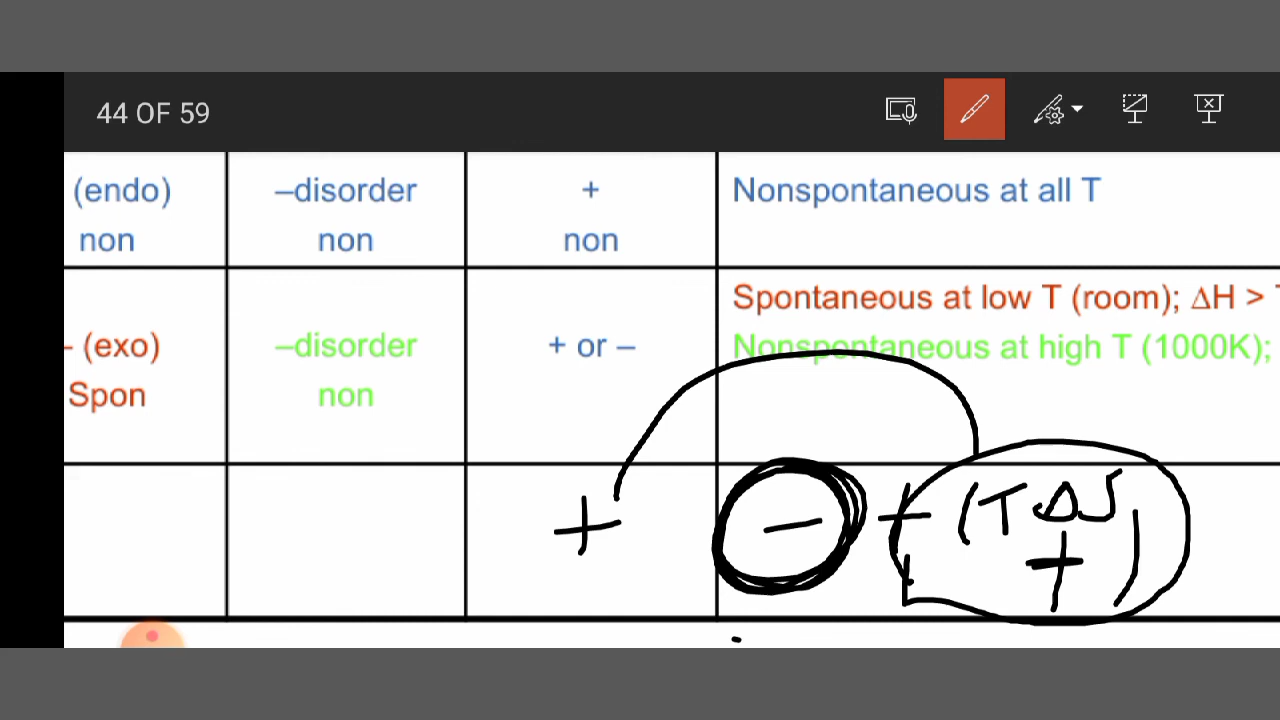 44 OF 59
(endo) –disorder + Nonspontaneous at all T
non non non
Spontaneous at low T (room); ΔH >
- (exo) –disorder + or – Nonspontaneous at high T (1000K);
Spon non
+ − + (TΔS
+ )